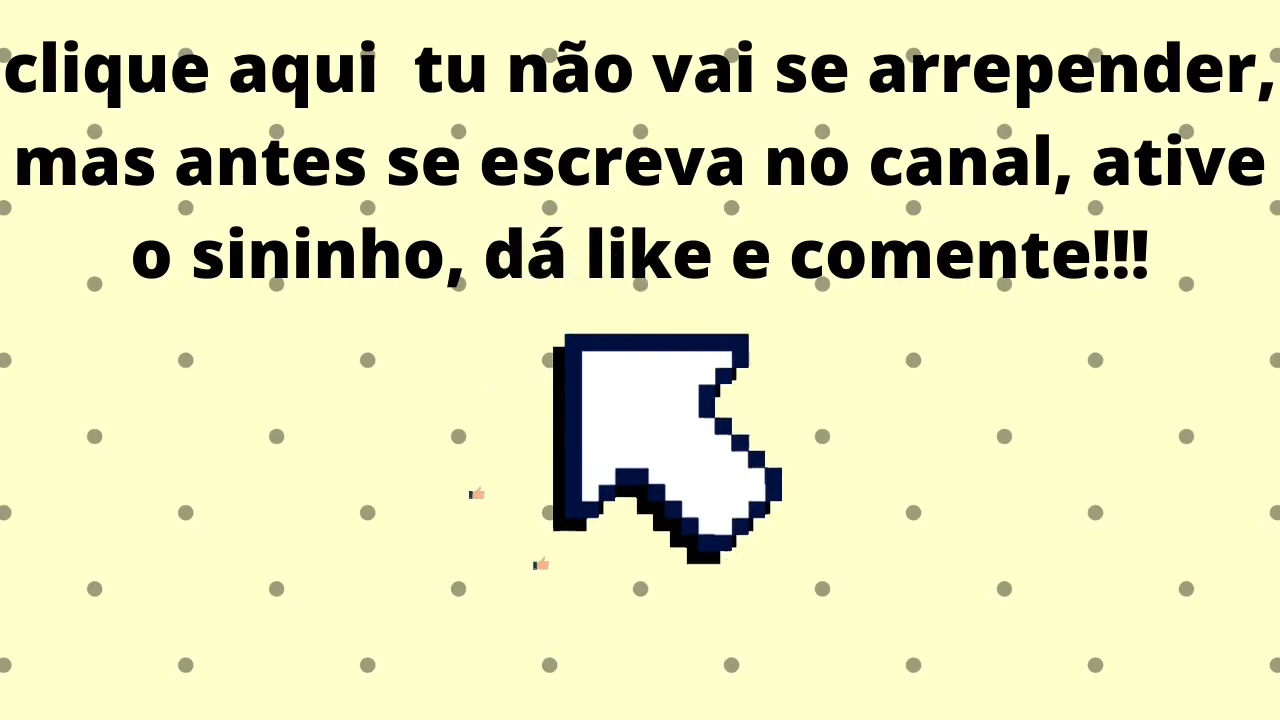 clique aqui  tu não vai se arrepender,
mas antes se escreva no canal, ative
o sininho, dá like e comente!!!